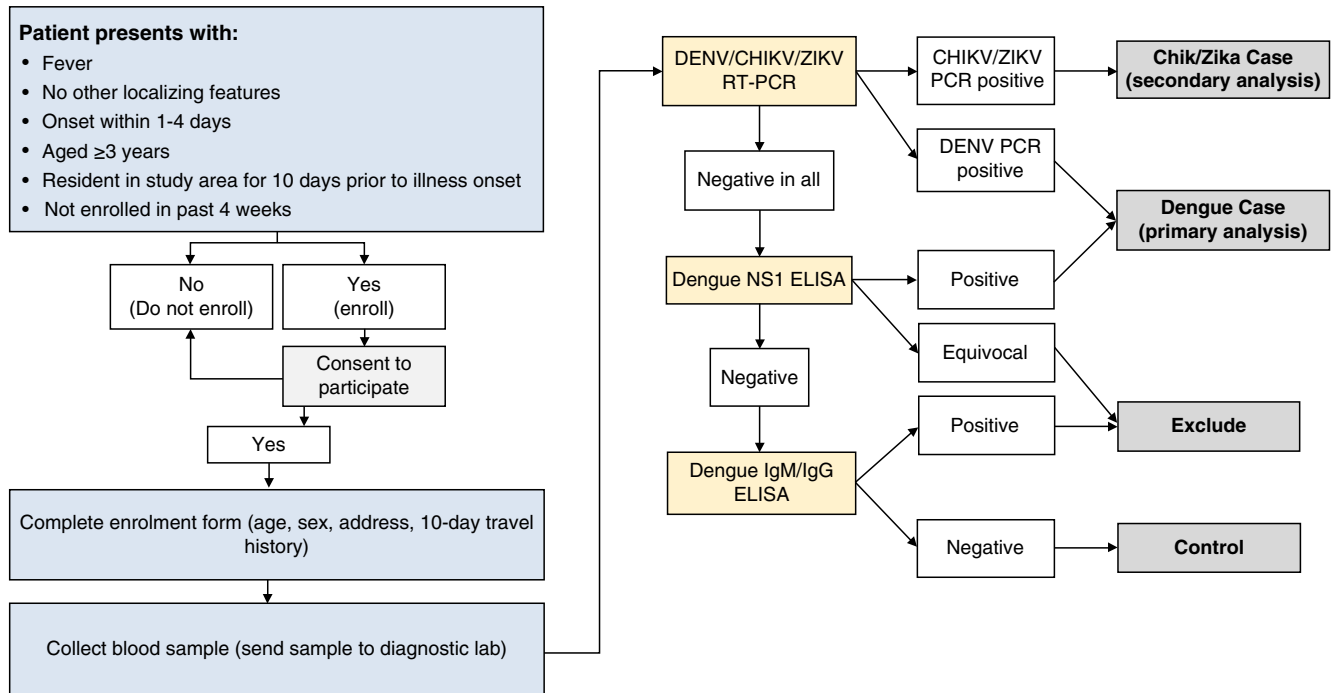 Patient presents with:
• Fever
• No other localizing features
• Onset within 1-4 days
• Aged ≥3 years
• Resident in study area for 10 days prior to illness onset
• Not enrolled in past 4 weeks
No
(Do not enroll)
Yes
(enroll)
Consent to
participate
Yes
Complete enrolment form (age, sex, address, 10-day travel
history)
Collect blood sample (send sample to diagnostic lab)
DENV/CHIKV/ZIKV
RT-PCR
CHIKV/ZIKV
PCR positive
Chik/Zika Case
(secondary analysis)
DENV PCR
positive
Negative in all
Dengue Case
(primary analysis)
Dengue NS1 ELISA
Positive
Equivocal
Negative
Positive
Exclude
Dengue IgM/IgG
ELISA
Negative
Control